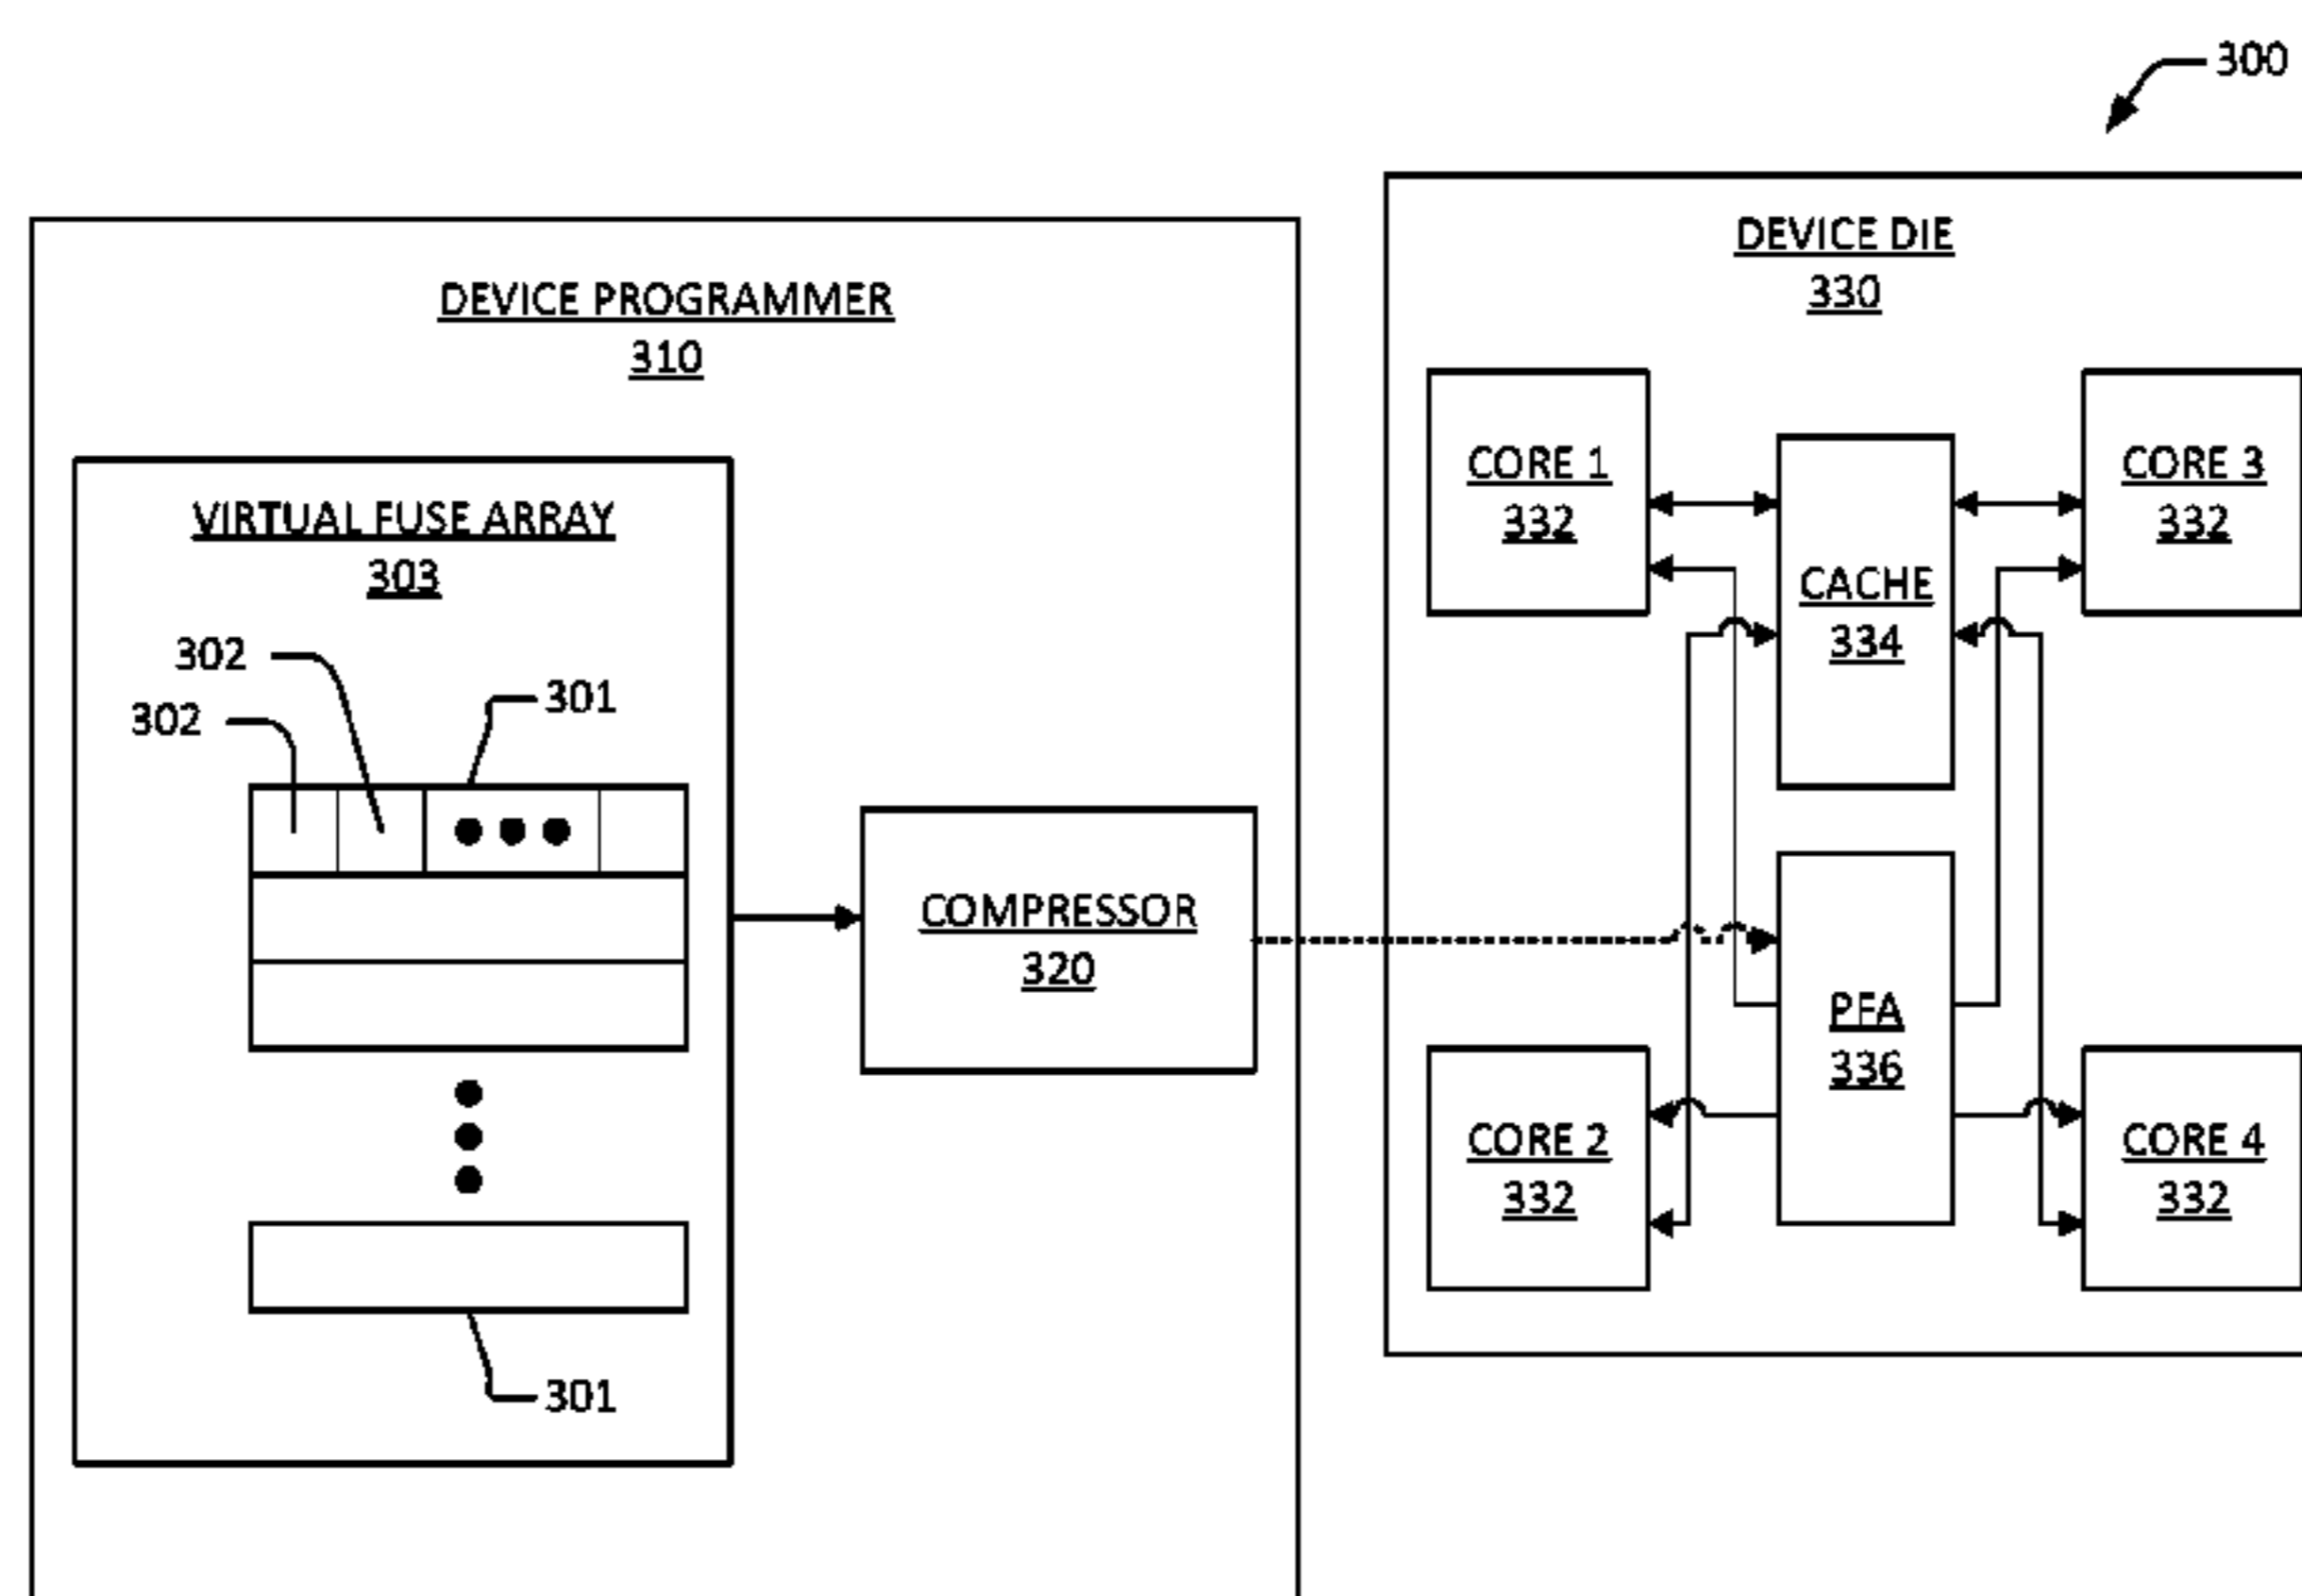 300
DEVICE PROGRAMMER
310
VIRTUAL FUSE ARRAY
303
302
302
301
301
COMPRESSOR
320
DEVICE DIE
330
CORE 1
332
CACHE
334
CORE 3
332
PFA
336
CORE 2
332
CORE 4
332